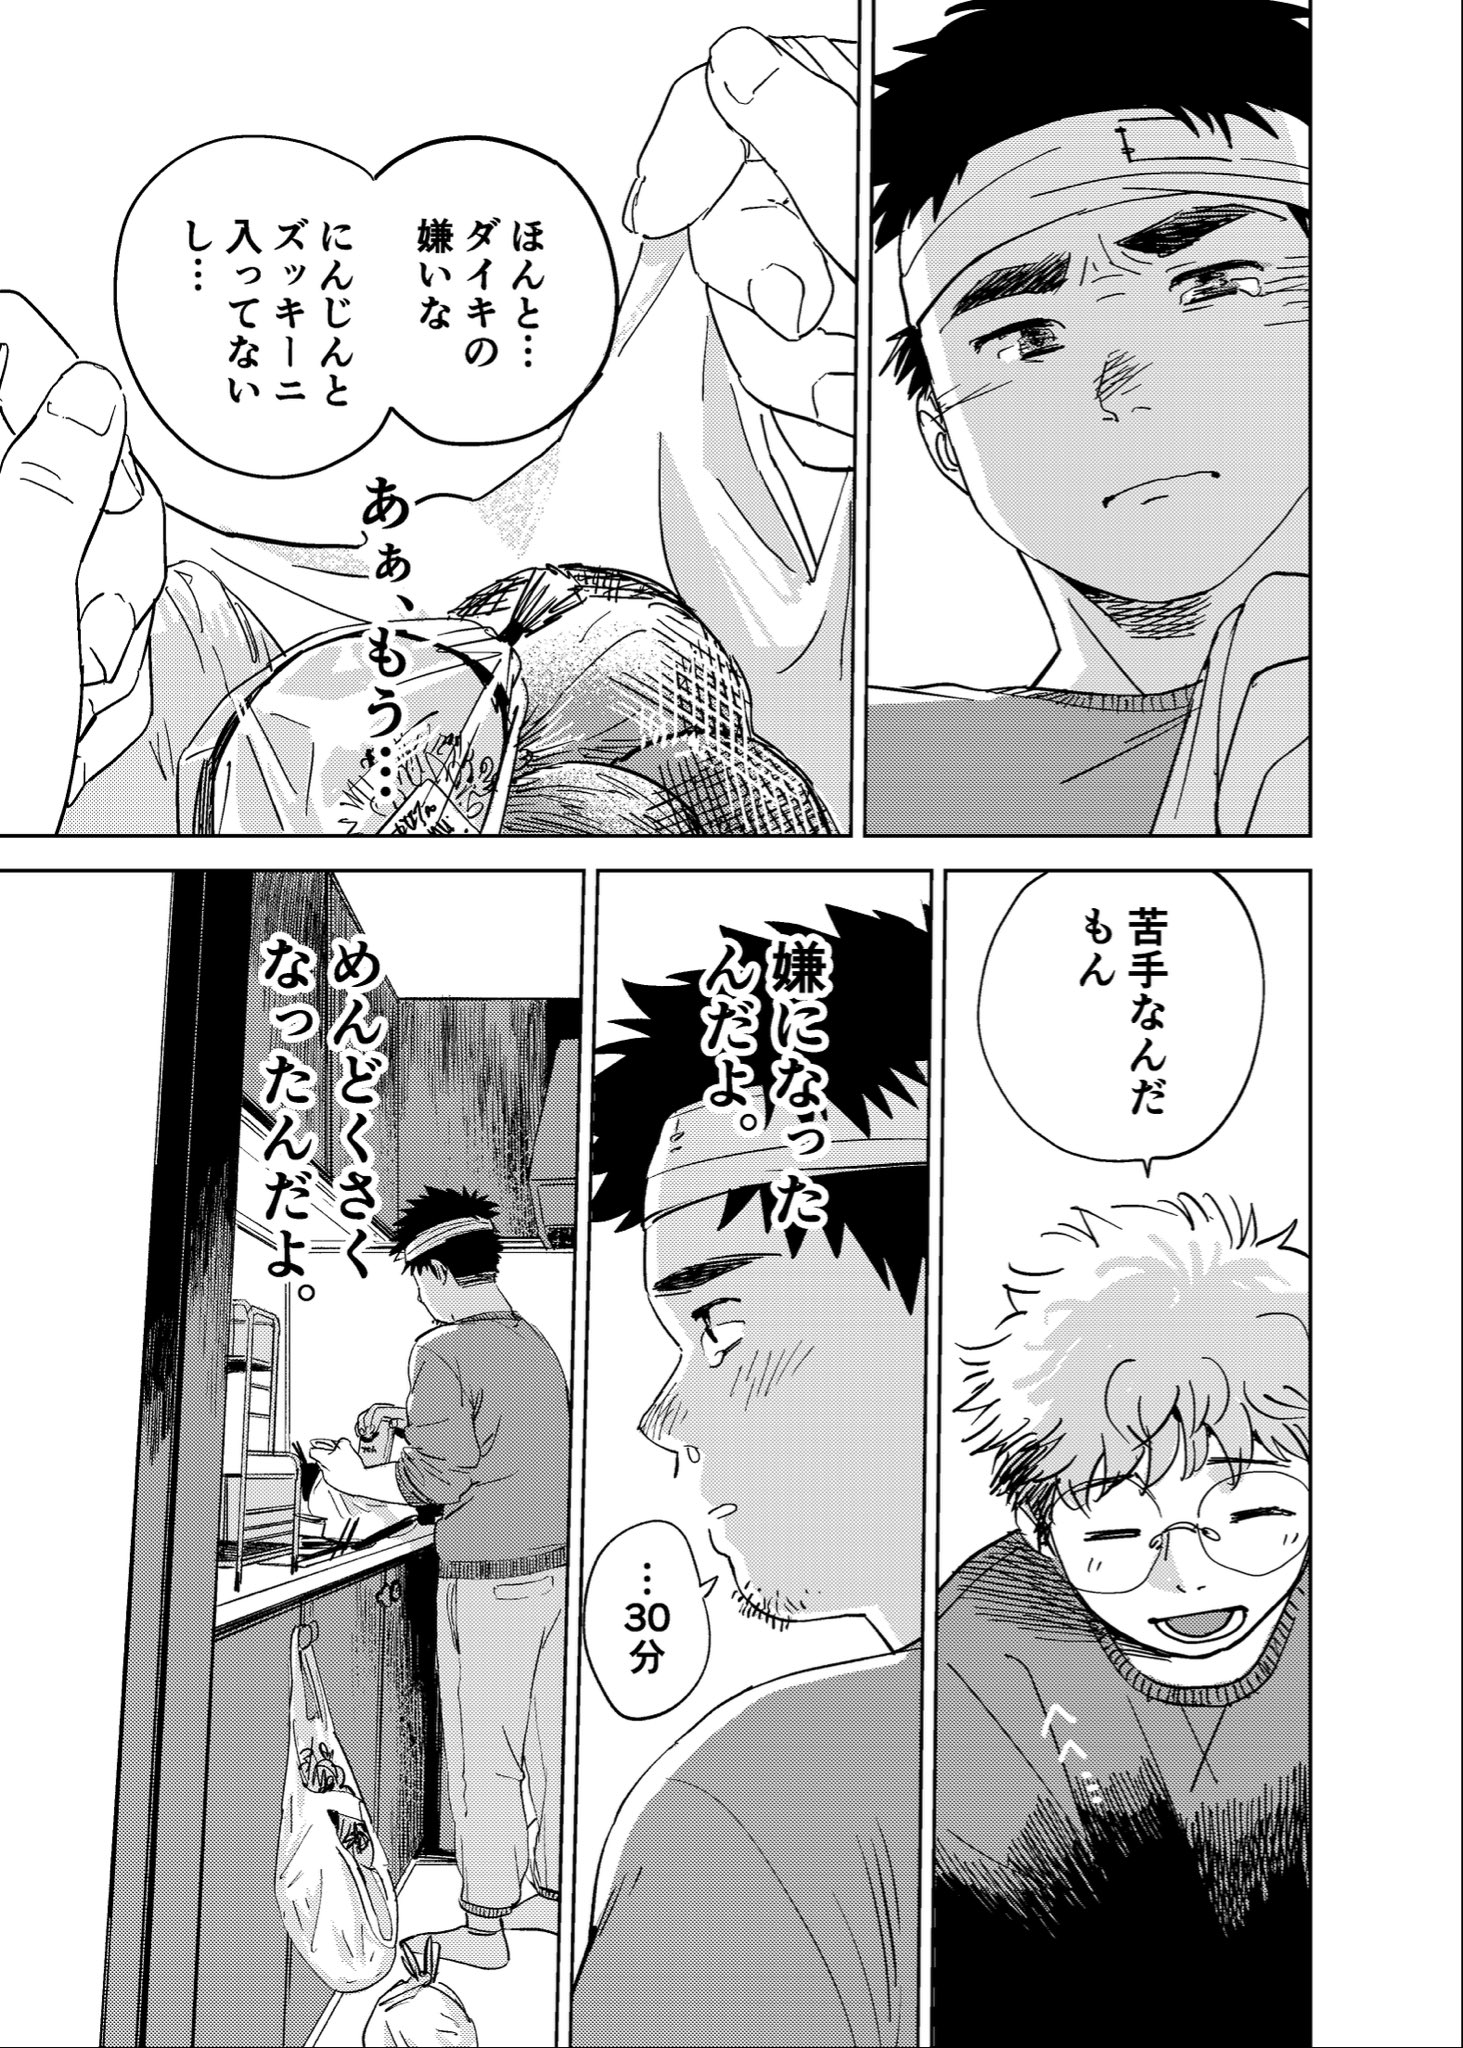 ほんと…
ダイキの
嫌いな
にんじんと
ズッキーニ
入ってない
し…
あぁ、もう…
苦手なんだ
もん
へへ…
嫌になった
んだよ。
…30分
めんどくさく
なったんだよ。